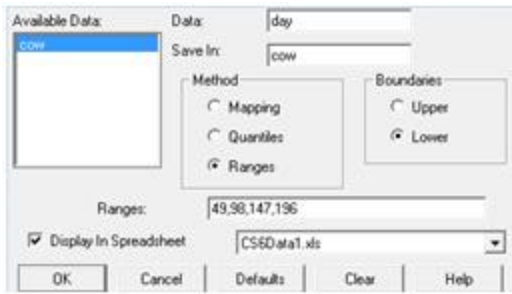 Available Data: Data: day
cow Save In: cow
Method Boundaries
Mapping Upper
Quantiles Lower
Ranges
Ranges: 49,98,147,196
Display In Spreadsheet CS6Data1.xls
OK Cancel Defaults Clear Help